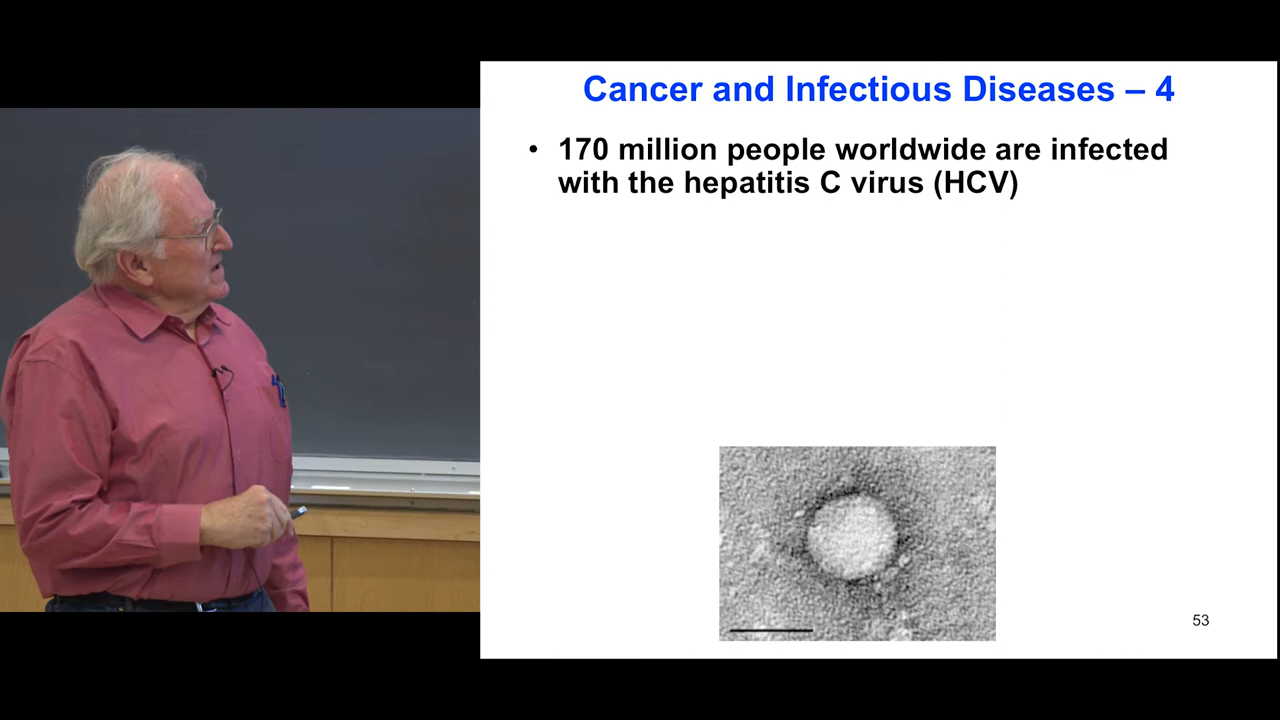 Cancer and Infectious Diseases – 4
• 170 million people worldwide are infected
with the hepatitis C virus (HCV)
53